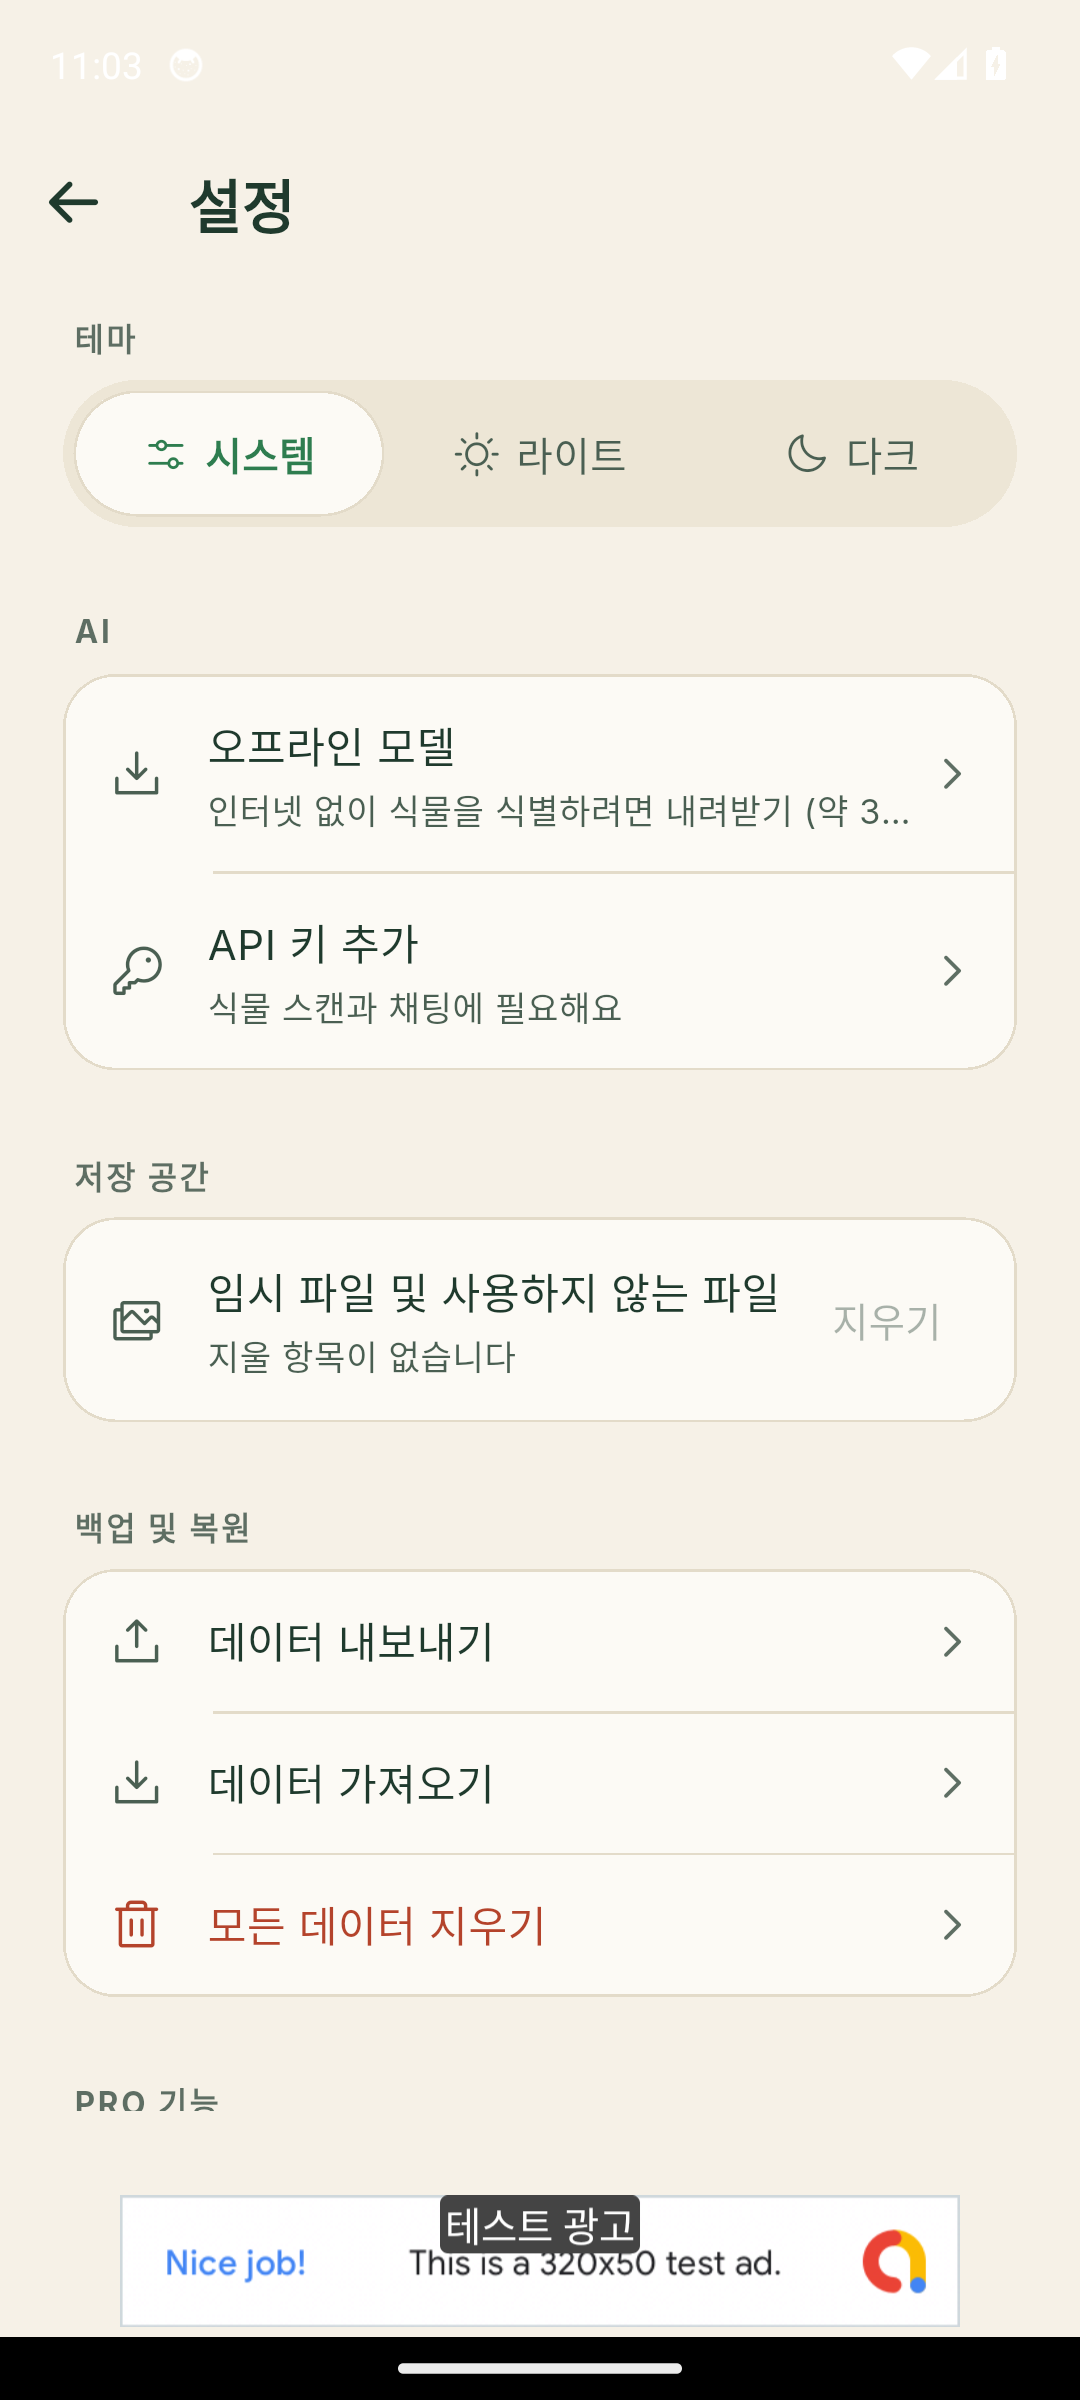 11:03
설정
테마
시스템
라이트
다크
AI
오프라인 모델
인터넷 없이 식물을 식별하려면 내려받기 (약 3...
API 키 추가
식물 스캔과 채팅에 필요해요
저장 공간
임시 파일 및 사용하지 않는 파일
지울 항목이 없습니다
지우기
백업 및 복원
데이터 내보내기
데이터 가져오기
모든 데이터 지우기
PRO 기능
테스트 광고
Nice job!
This is a 320x50 test ad.